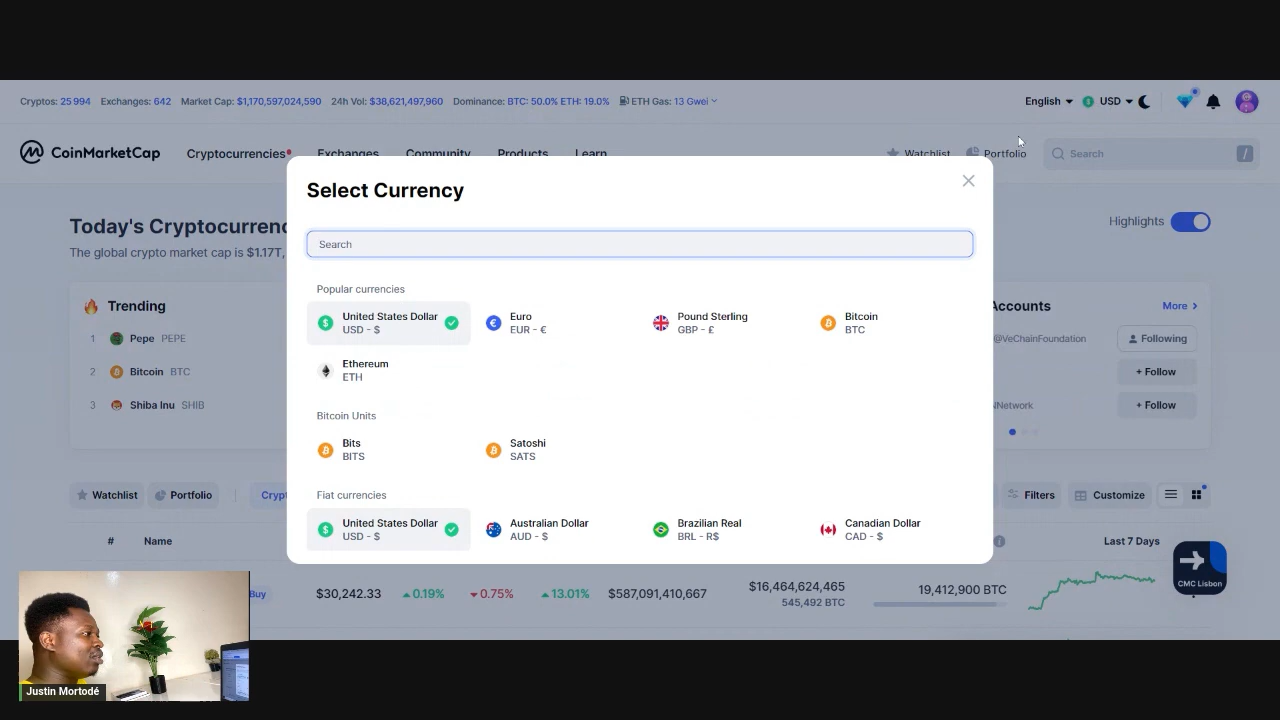 Cryptos: 25 994 Exchanges: 642 Market Cap: $1,170,597,024,590 24h Vol: $38,621,497,960 Dominance: BTC: 50.0% ETH: 19.0% ETH Gas: 13 Gwei English USD
CoinMarketCap Cryptocurrencies Exchanges Community Products Learn Watchlist Portfolio Search /
Select Currency
Today's Cryptocurrenc
Highlights
The global crypto market cap is $1.17T,
Search
Popular currencies
Trending
Accounts More >
United States Dollar Euro Pound Sterling Bitcoin
USD - $ EUR - € GBP - £ BTC
1 Pepe PEPE
@VeChainFoundation Following
Ethereum
ETH
2 Bitcoin BTC
+ Follow
3 Shiba Inu SHIB
NNetwork + Follow
Bitcoin Units
Bits Satoshi
BITS SATS
Fiat currencies
Watchlist Portfolio Cryp
Filters Customize
United States Dollar Australian Dollar Brazilian Real Canadian Dollar
USD - $ AUD - $ BRL - R$ CAD - $
# Name
Last 7 Days
CMC Lisbon
Buy $30,242.33 0.19% 0.75% 13.01% $587,091,410,667 $16,464,624,465 19,412,900 BTC
545,492 BTC
Justin Mortodé